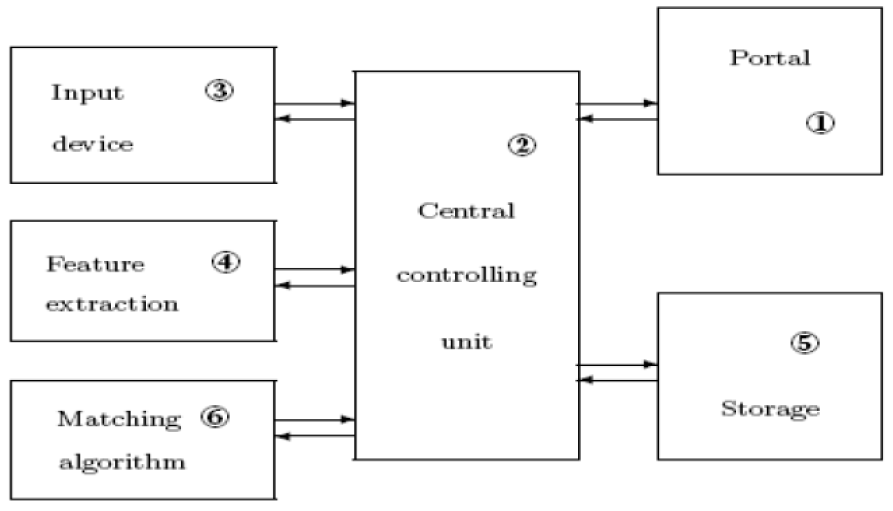 Input ③
device
Feature ④
extraction
Matching ⑥
algorithm
②
Central
controlling
unit
Portal
①
⑤
Storage